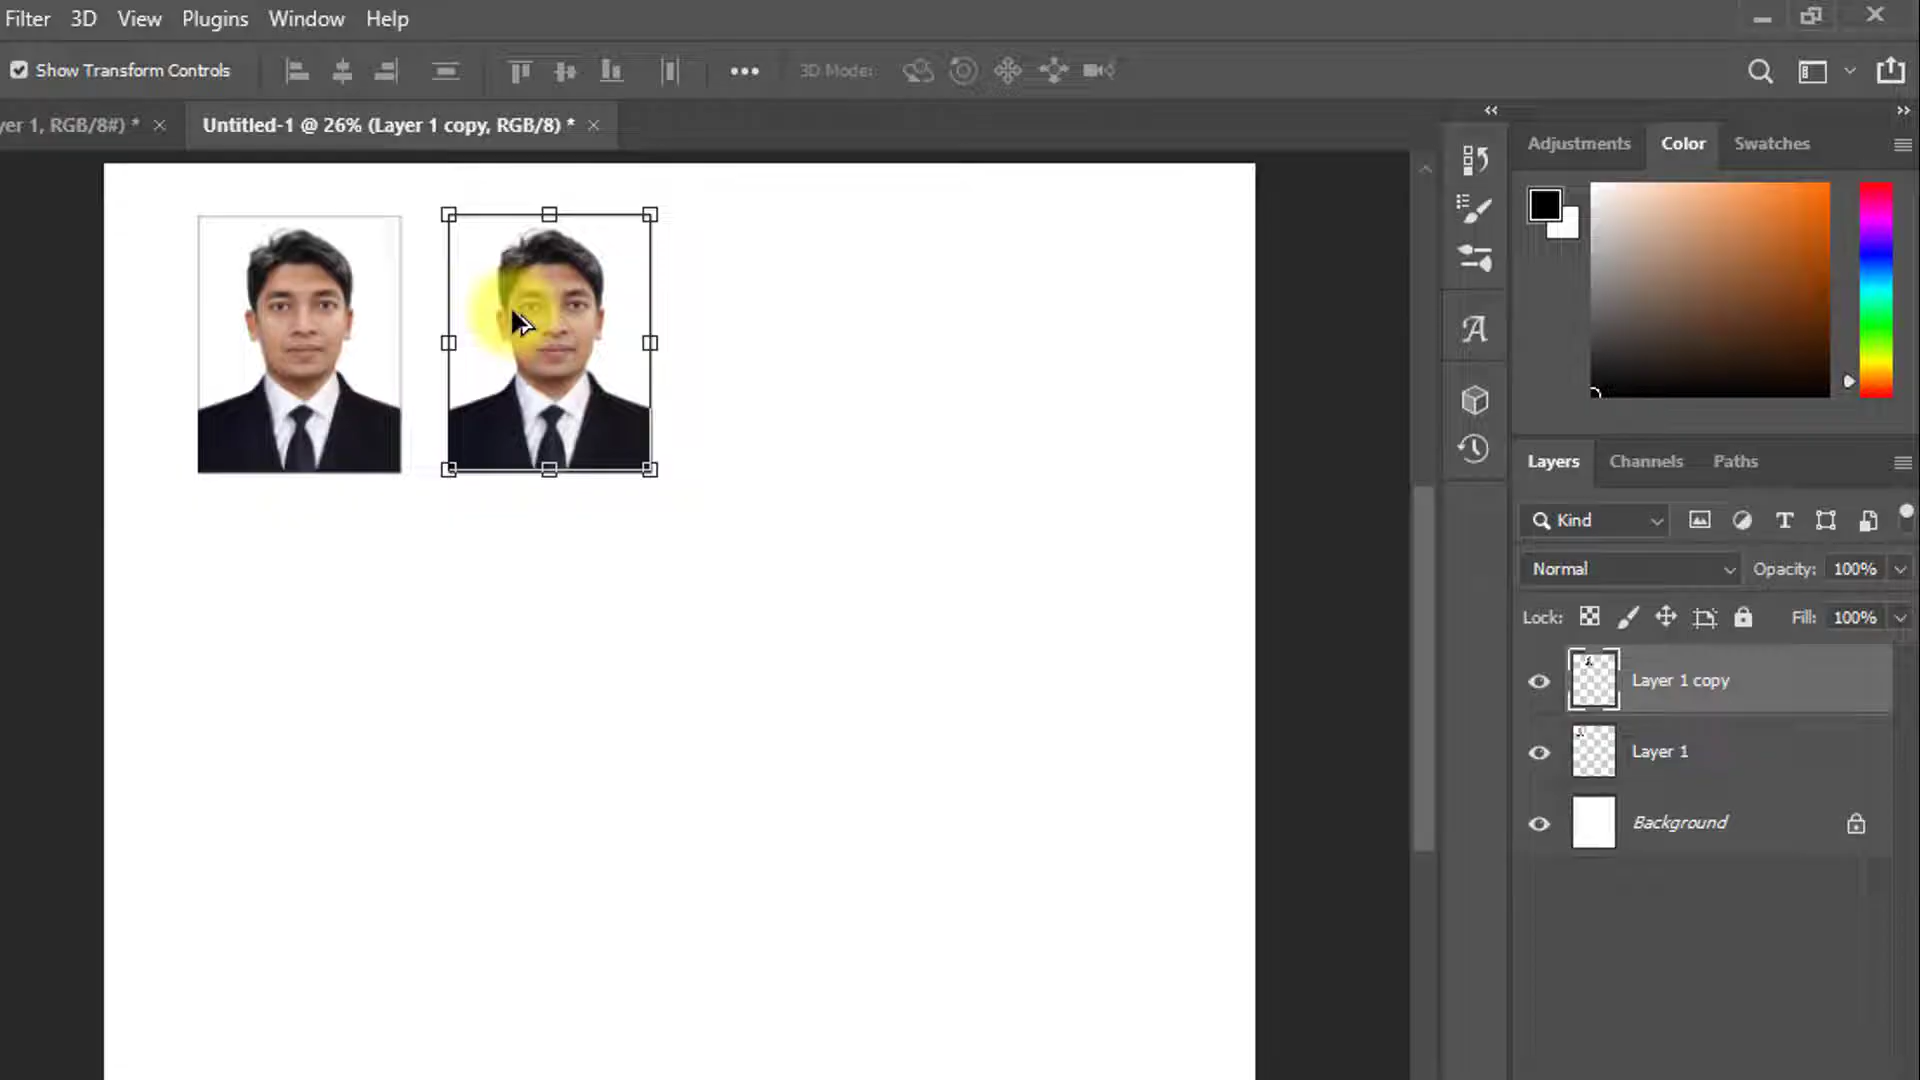 Filter 3D View Plugins Window Help
Show Transform Controls 3D Mode:
yer 1, RGB/8#) * × Untitled-1 @ 26% (Layer 1 copy, RGB/8) * ×
Adjustments Color Swatches
Layers Channels Paths
Kind
Normal Opacity: 100%
Lock: Fill: 100%
Layer 1 copy
Layer 1
Background